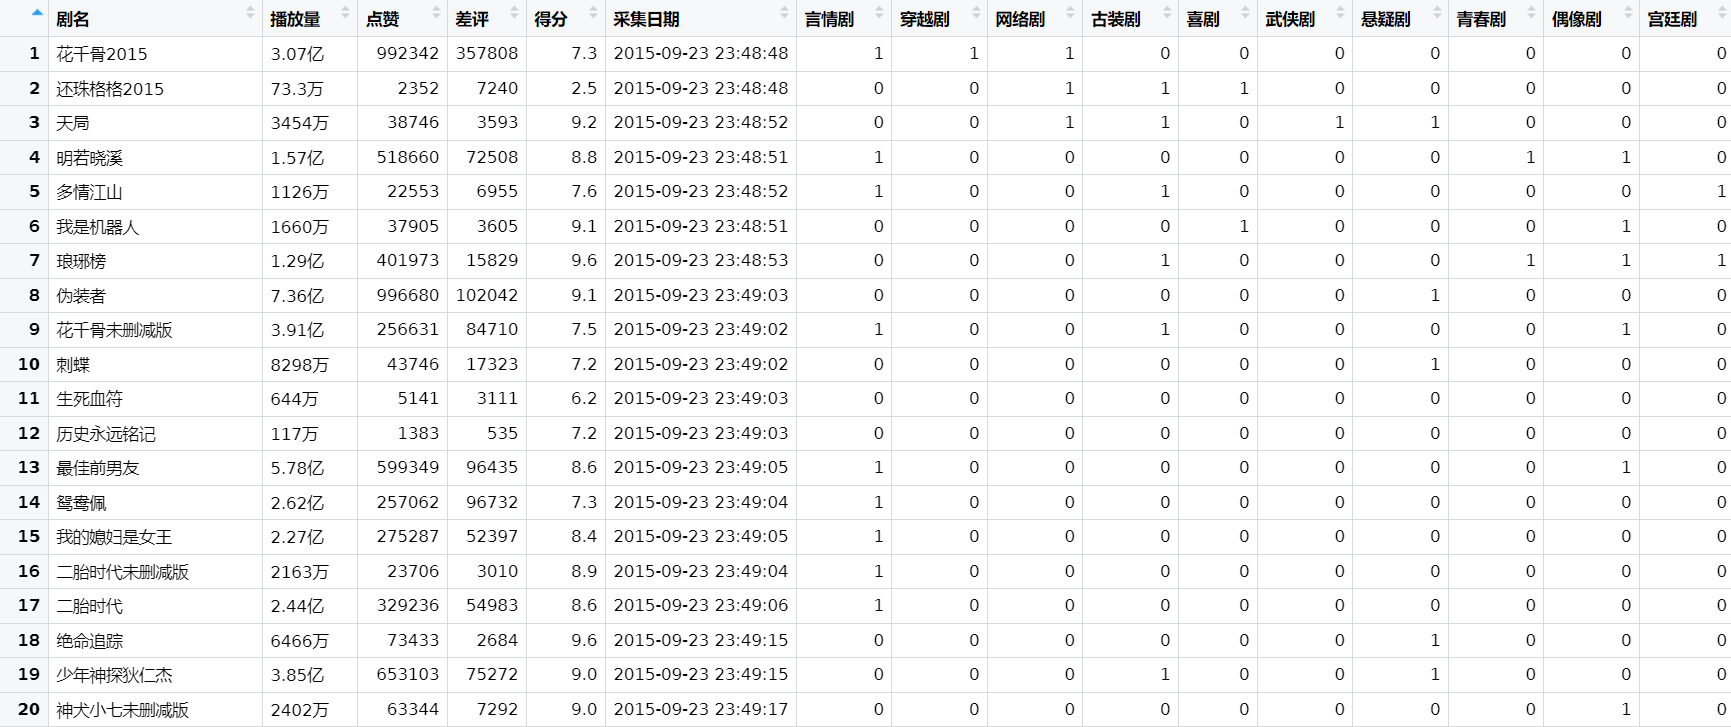 剧名 播放量 点赞 差评 得分 采集日期 言情剧 穿越剧 网络剧 古装剧 喜剧 武侠剧 悬疑剧 青春剧 偶像剧 宫廷剧
1 花千骨2015 3.07亿 992342 357808 7.3 2015-09-23 23:48:48 1 1 1 0 0 0 0 0 0 0
2 还珠格格2015 73.3万 2352 7240 2.5 2015-09-23 23:48:48 0 0 1 1 1 0 0 0 0 0
3 天局 3454万 38746 3593 9.2 2015-09-23 23:48:52 0 0 1 1 0 1 1 0 0 0
4 明若晓溪 1.57亿 518660 72508 8.8 2015-09-23 23:48:51 1 0 0 0 0 0 0 1 1 0
5 多情江山 1126万 22553 6955 7.6 2015-09-23 23:48:52 1 0 0 1 0 0 0 0 0 1
6 我是机器人 1660万 37905 3605 9.1 2015-09-23 23:48:51 0 0 0 0 1 0 0 0 1 0
7 琅琊榜 1.29亿 401973 15829 9.6 2015-09-23 23:48:53 0 0 0 1 0 0 0 1 1 1
8 伪装者 7.36亿 996680 102042 9.1 2015-09-23 23:49:03 0 0 0 0 0 0 1 0 0 0
9 花千骨未删减版 3.91亿 256631 84710 7.5 2015-09-23 23:49:02 1 0 0 1 0 0 0 0 1 0
10 刺蝶 8298万 43746 17323 7.2 2015-09-23 23:49:02 0 0 0 0 0 0 1 0 0 0
11 生死血符 644万 5141 3111 6.2 2015-09-23 23:49:03 0 0 0 0 0 0 0 0 0 0
12 历史永远铭记 117万 1383 535 7.2 2015-09-23 23:49:03 0 0 0 0 0 0 0 0 0 0
13 最佳前男友 5.78亿 599349 96435 8.6 2015-09-23 23:49:05 1 0 0 0 0 0 0 0 1 0
14 鸳鸯佩 2.62亿 257062 96732 7.3 2015-09-23 23:49:04 1 0 0 0 0 0 0 0 0 0
15 我的媳妇是女王 2.27亿 275287 52397 8.4 2015-09-23 23:49:05 1 0 0 0 0 0 0 0 0 0
16 二胎时代未删减版 2163万 23706 3010 8.9 2015-09-23 23:49:04 1 0 0 0 0 0 0 0 0 0
17 二胎时代 2.44亿 329236 54983 8.6 2015-09-23 23:49:06 1 0 0 0 0 0 0 0 0 0
18 绝命追踪 6466万 73433 2684 9.6 2015-09-23 23:49:15 0 0 0 0 0 0 1 0 0 0
19 少年神探狄仁杰 3.85亿 653103 75272 9.0 2015-09-23 23:49:15 0 0 0 1 0 0 1 0 0 0
20 神犬小七未删减版 2402万 63344 7292 9.0 2015-09-23 23:49:17 0 0 0 0 0 0 0 0 1 0